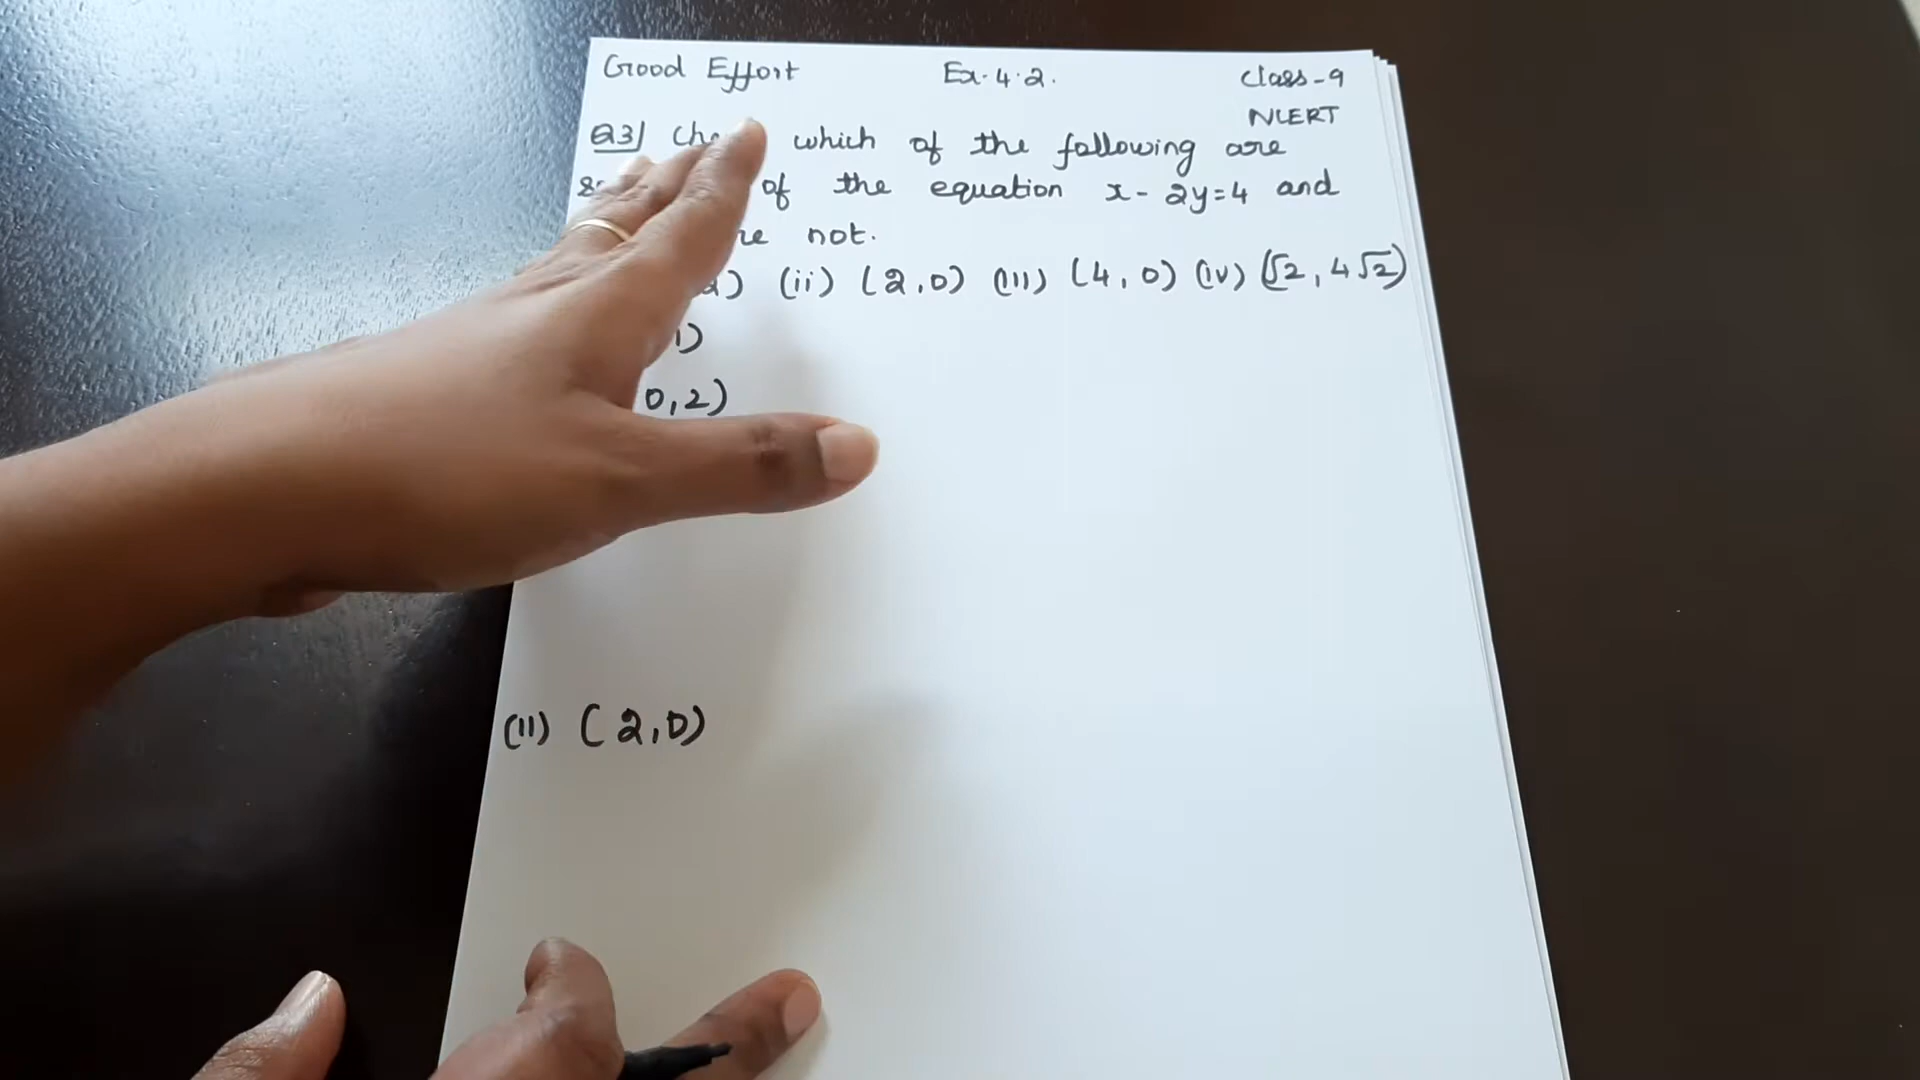 Good Effort Ex. 4.2. Class-9
NCERT
Q3) which of the following are
of the equation x - 2y = 4 and
not.
(ii) (2,0) (iii) (4,0) (iv) (√2, 4√2)
1)
0,2)
(ii) (2,0)